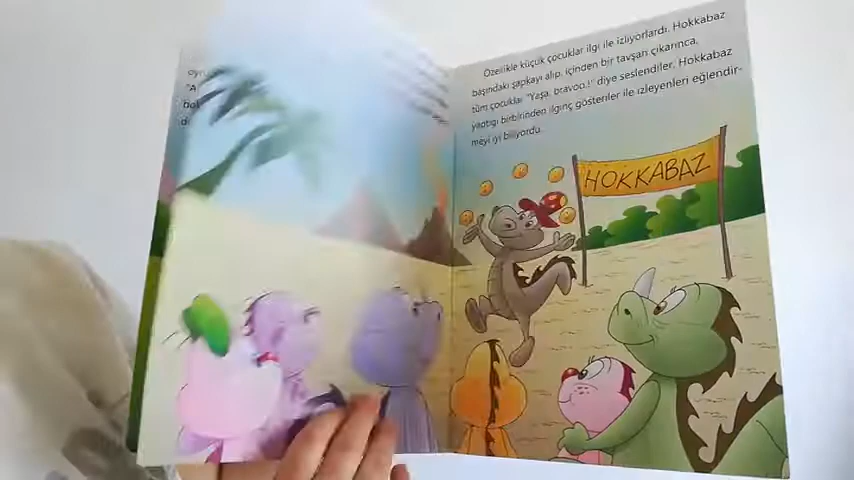 Özellikle küçük çocuklar ilgi ile izliyorlardı. Hokkabaz
başındaki şapkayı alıp, içinden bir tavşan çıkarınca,
tüm çocuklar "Yaşa, bravoo.!" diye seslendiler. Hokkabaz
yaptığı birbirinden ilginç gösteriler ile izleyenleri eğlendir-
meyi iyi biliyordu.
HOKKABAZ